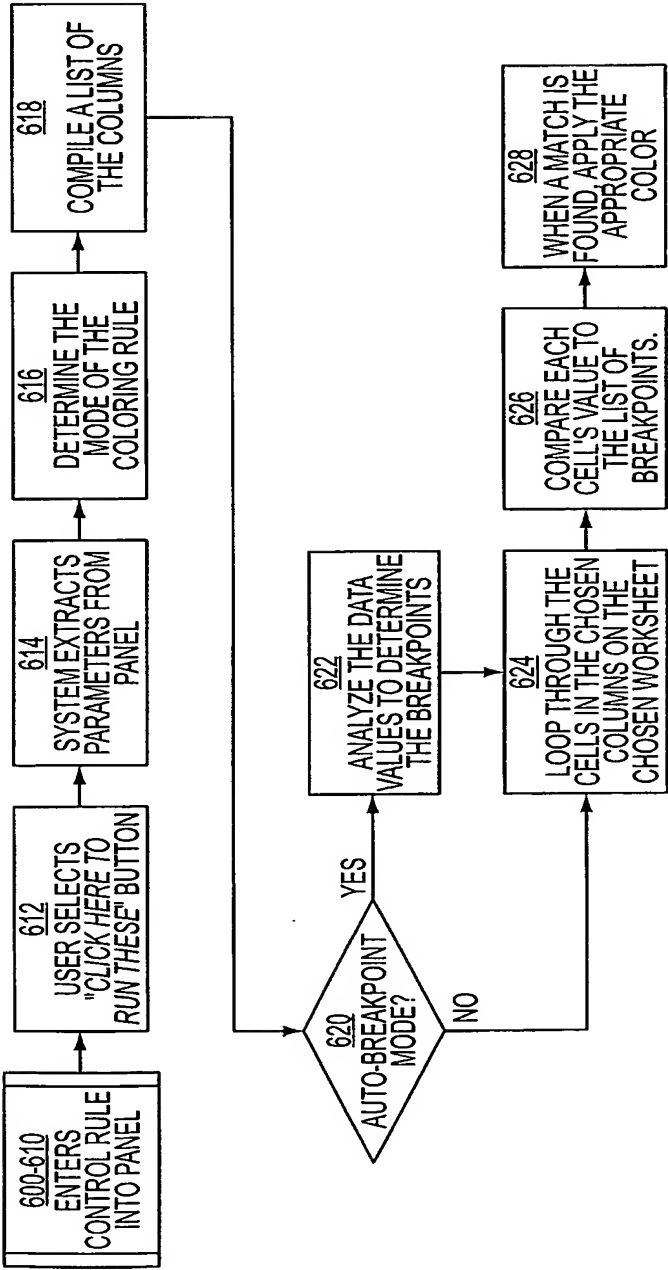 600-610
ENTERS
CONTROL RULE
INTO PANEL
612
USER SELECTS
"CLICK HERE TO
RUN THESE" BUTTON
614
SYSTEM EXTRACTS
PARAMETERS FROM
PANEL
616
DETERMINE THE
MODE OF THE
COLORING RULE
618
COMPILE A LIST OF
THE COLUMNS
620
AUTO-BREAKPOINT
MODE?
YES
NO
622
ANALYZE THE DATA
VALUES TO DETERMINE
THE BREAKPOINTS
624
LOOP THROUGH THE
CELLS IN THE CHOSEN
COLUMNS ON THE
CHOSEN WORKSHEET
626
COMPARE EACH
CELL'S VALUE TO
THE LIST OF
BREAKPOINTS.
628
WHEN A MATCH IS
FOUND, APPLY THE
APPROPRIATE
COLOR